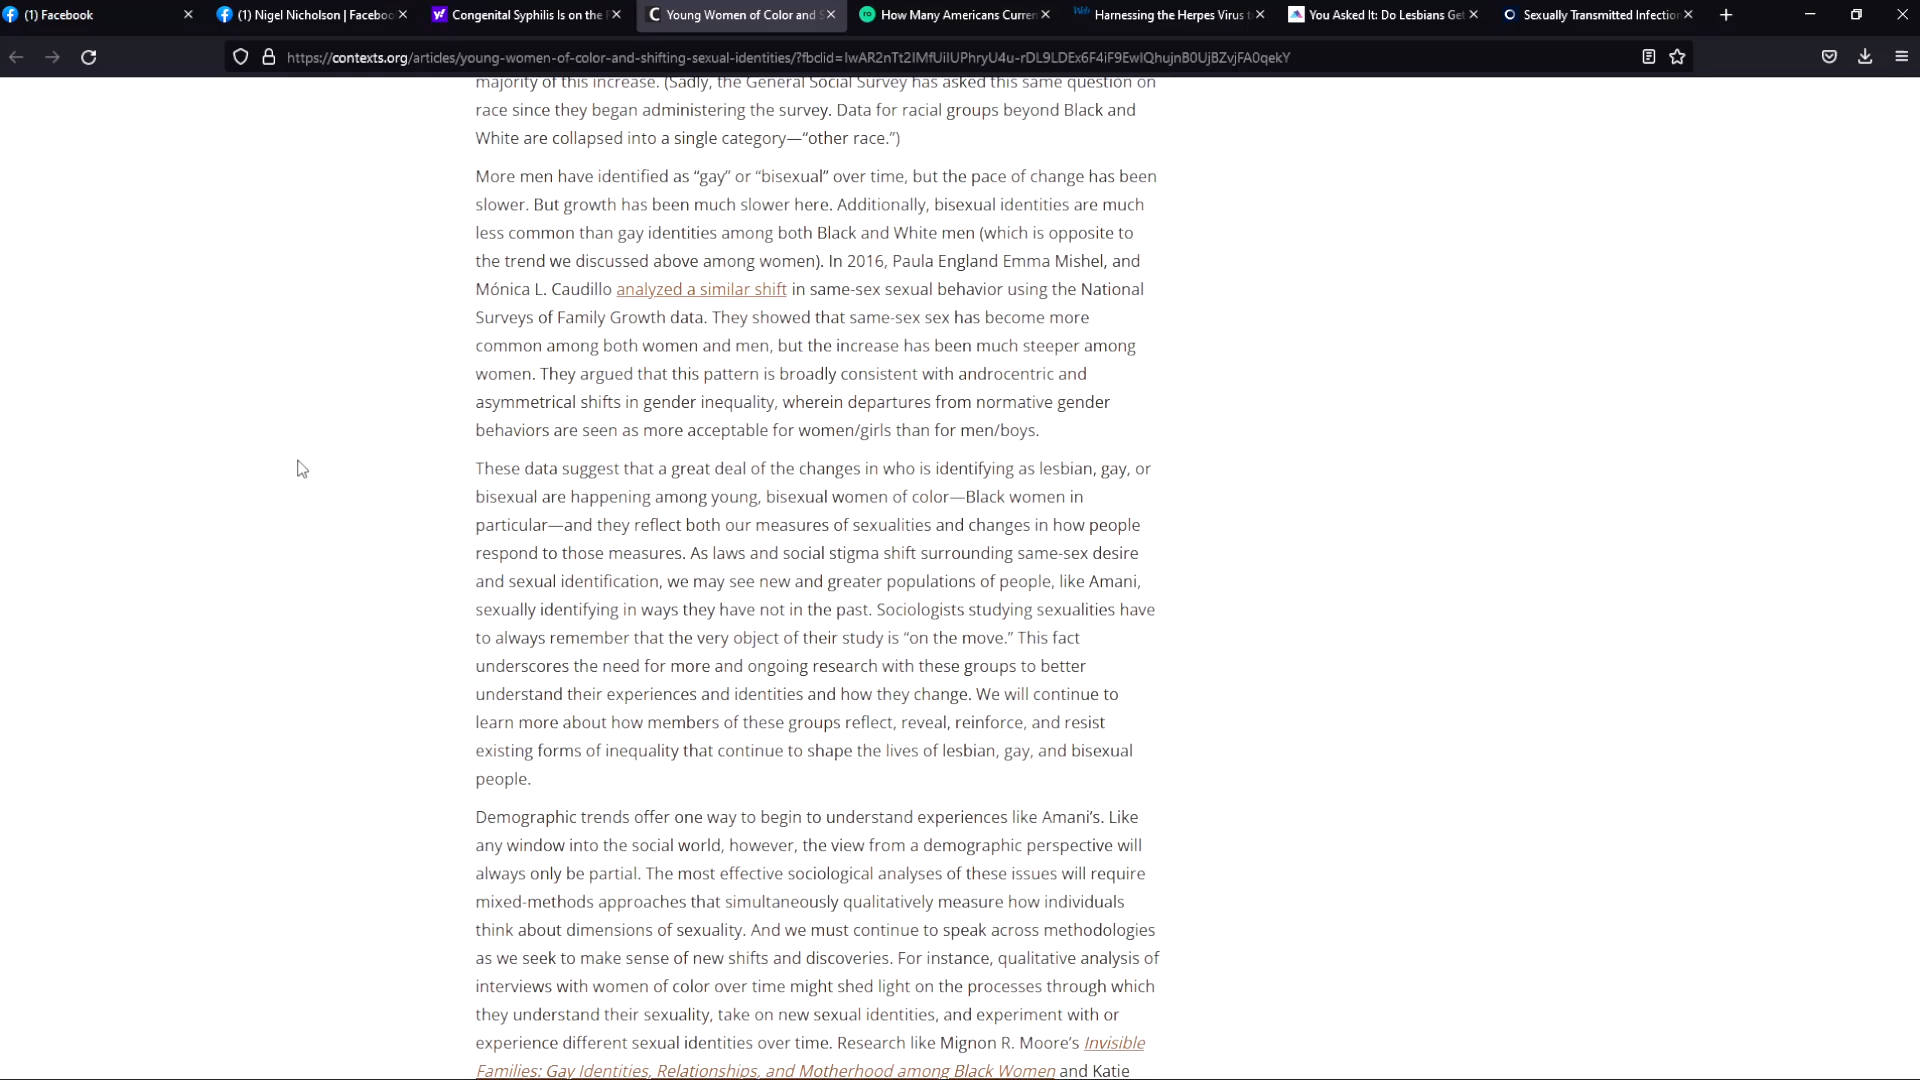 (1) Facebook
(1) Nigel Nicholson | Faceboo
Congenital Syphilis Is on the
Young Women of Color and S
How Many Americans Curren
Harnessing the Herpes Virus t
You Asked It: Do Lesbians Get
Sexually Transmitted Infection
majority of this increase. (Sadly, the General Social Survey has asked this same question on
race since they began administering the survey. Data for racial groups beyond Black and
White are collapsed into a single category—“other race.”)
More men have identified as “gay” or “bisexual” over time, but the pace of change has been
slower. But growth has been much slower here. Additionally, bisexual identities are much
less common than gay identities among both Black and White men (which is opposite to
the trend we discussed above among women). In 2016, Paula England Emma Mishel, and
Mónica L. Caudillo analyzed a similar shift in same-sex sexual behavior using the National
Surveys of Family Growth data. They showed that same-sex sex has become more
common among both women and men, but the increase has been much steeper among
women. They argued that this pattern is broadly consistent with androcentric and
asymmetrical shifts in gender inequality, wherein departures from normative gender
behaviors are seen as more acceptable for women/girls than for men/boys.
These data suggest that a great deal of the changes in who is identifying as lesbian, gay, or
bisexual are happening among young, bisexual women of color—Black women in
particular—and they reflect both our measures of sexualities and changes in how people
respond to those measures. As laws and social stigma shift surrounding same-sex desire
and sexual identification, we may see new and greater populations of people, like Amani,
sexually identifying in ways they have not in the past. Sociologists studying sexualities have
to always remember that the very object of their study is “on the move.” This fact
underscores the need for more and ongoing research with these groups to better
understand their experiences and identities and how they change. We will continue to
learn more about how members of these groups reflect, reveal, reinforce, and resist
existing forms of inequality that continue to shape the lives of lesbian, gay, and bisexual
people.
Demographic trends offer one way to begin to understand experiences like Amani’s. Like
any window into the social world, however, the view from a demographic perspective will
always only be partial. The most effective sociological analyses of these issues will require
mixed-methods approaches that simultaneously qualitatively measure how individuals
think about dimensions of sexuality. And we must continue to speak across methodologies
as we seek to make sense of new shifts and discoveries. For instance, qualitative analysis of
interviews with women of color over time might shed light on the processes through which
they understand their sexuality, take on new sexual identities, and experiment with or
experience different sexual identities over time. Research like Mignon R. Moore’s Invisible
Families: Gay Identities, Relationships, and Motherhood among Black Women and Katie